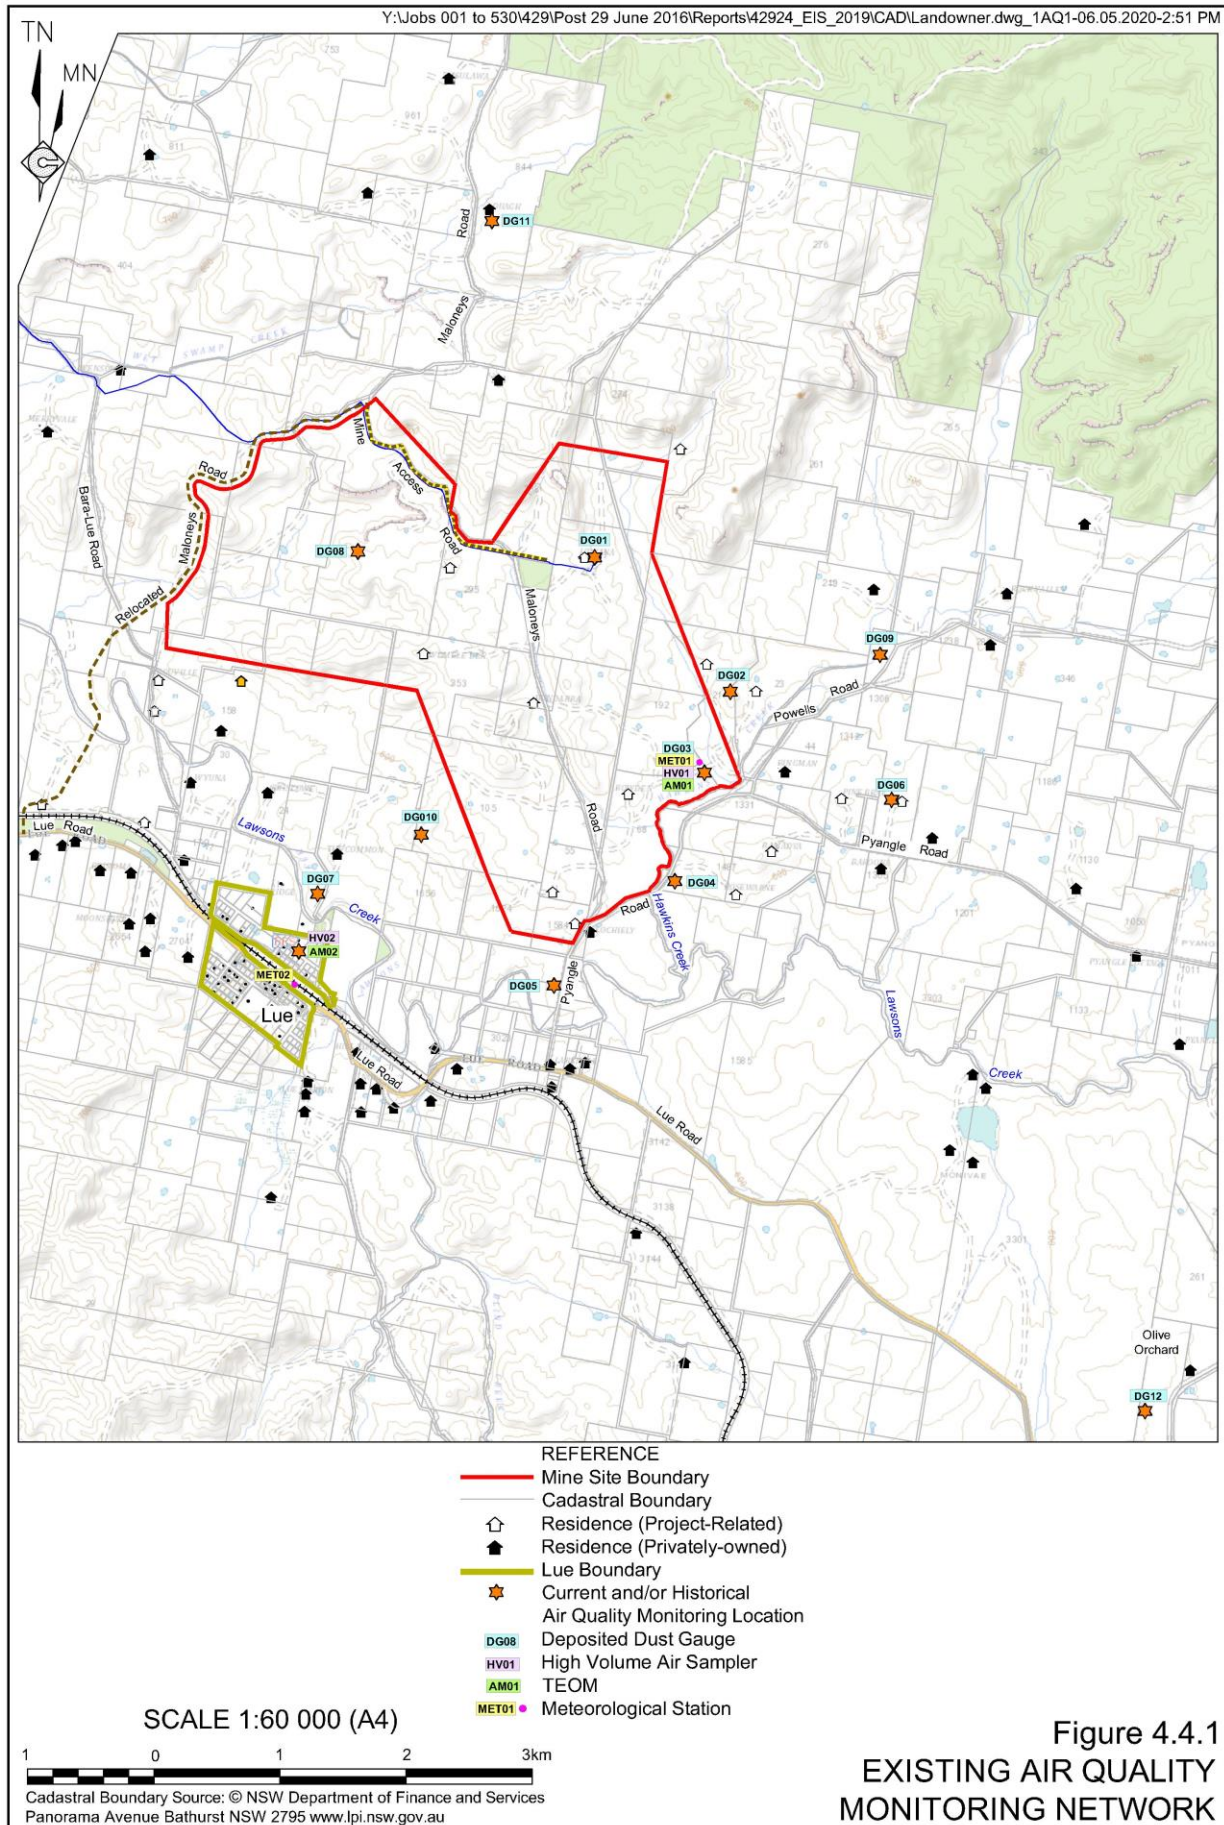 Y:\Jobs 001 to 530\429\Post 29 June 2016\Reports\42924_EIS_2019\CAD\Landowner.dwg_1AQ1-06.05.2020-2:51 PM
TN
MN
DG11
Road
Maloneys
WET SWAMP CREEK
Mine
Access
Road
Road
Maloneys
Relocated
Bara-Lue Road
DG08
DG01
Maloneys
Road
DG09
DG02
Powells Road
DG03
MET01
HV01
AM01
DG06
Pyangle Road
DG010
Lawsons
Creek
Lue Road
DG07
DG04
Road
Hawkins Creek
HV02
AM02
MET02
Lue
DG05
Pyangle
Lawsons
Creek
Lue Road
LUE ROAD
Lue Road
Olive
Orchard
DG12
REFERENCE
Mine Site Boundary
Cadastral Boundary
Residence (Project-Related)
Residence (Privately-owned)
Lue Boundary
Current and/or Historical
Air Quality Monitoring Location
DG08 Deposited Dust Gauge
HV01 High Volume Air Sampler
AM01 TEOM
MET01 Meteorological Station
SCALE 1:60 000 (A4)
1 0 1 2 3km
Cadastral Boundary Source: © NSW Department of Finance and Services
Panorama Avenue Bathurst NSW 2795 www.lpi.nsw.gov.au
Figure 4.4.1
EXISTING AIR QUALITY
MONITORING NETWORK